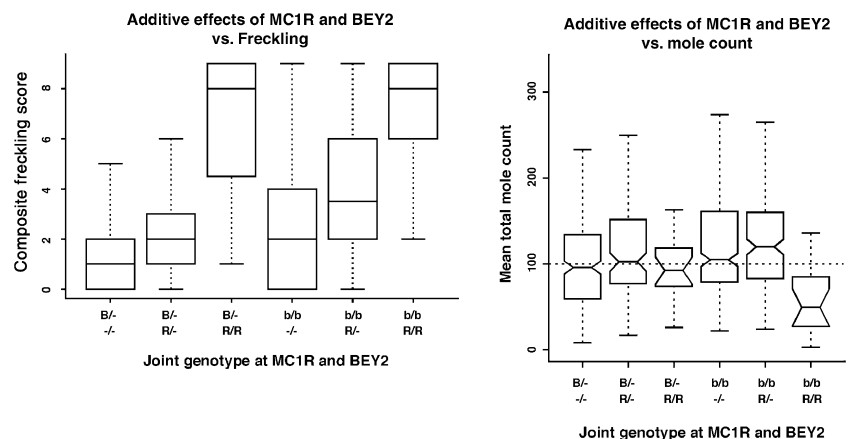 Additive effects of MC1R and BEY2
vs. Freckling
Composite freckling score
8
6
4
2
0
B/- B/- B/- b/b b/b b/b
-/- R/- R/R -/- R/- R/R
Joint genotype at MC1R and BEY2
Additive effects of MC1R and BEY2
vs. mole count
Mean total mole count
300
200
100
0
B/- B/- B/- b/b b/b b/b
-/- R/- R/R -/- R/- R/R
Joint genotype at MC1R and BEY2